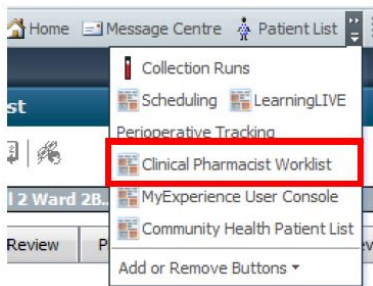 Home Message Centre Patient List
Collection Runs
st
Scheduling LearningLIVE
Perioperative Tracking
Clinical Pharmacist Worklist
l 2 Ward 2B..
MyExperience User Console
Community Health Patient List
Review P
Add or Remove Buttons